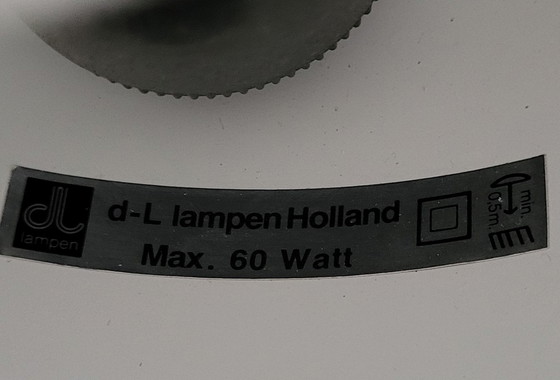 dL
lampen
d-L lampen Holland
Max. 60 Watt
min.
0,5m.